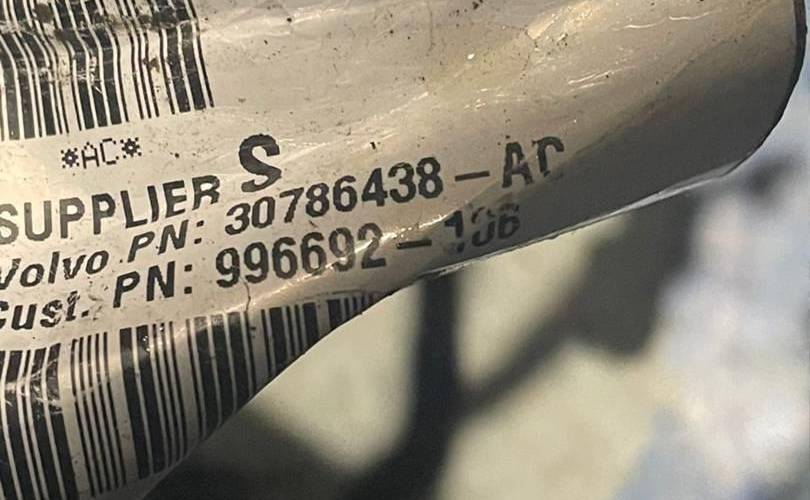 *AC*
SUPPLIER S
Volvo PN: 30786438-AC
Cust. PN: 996692-